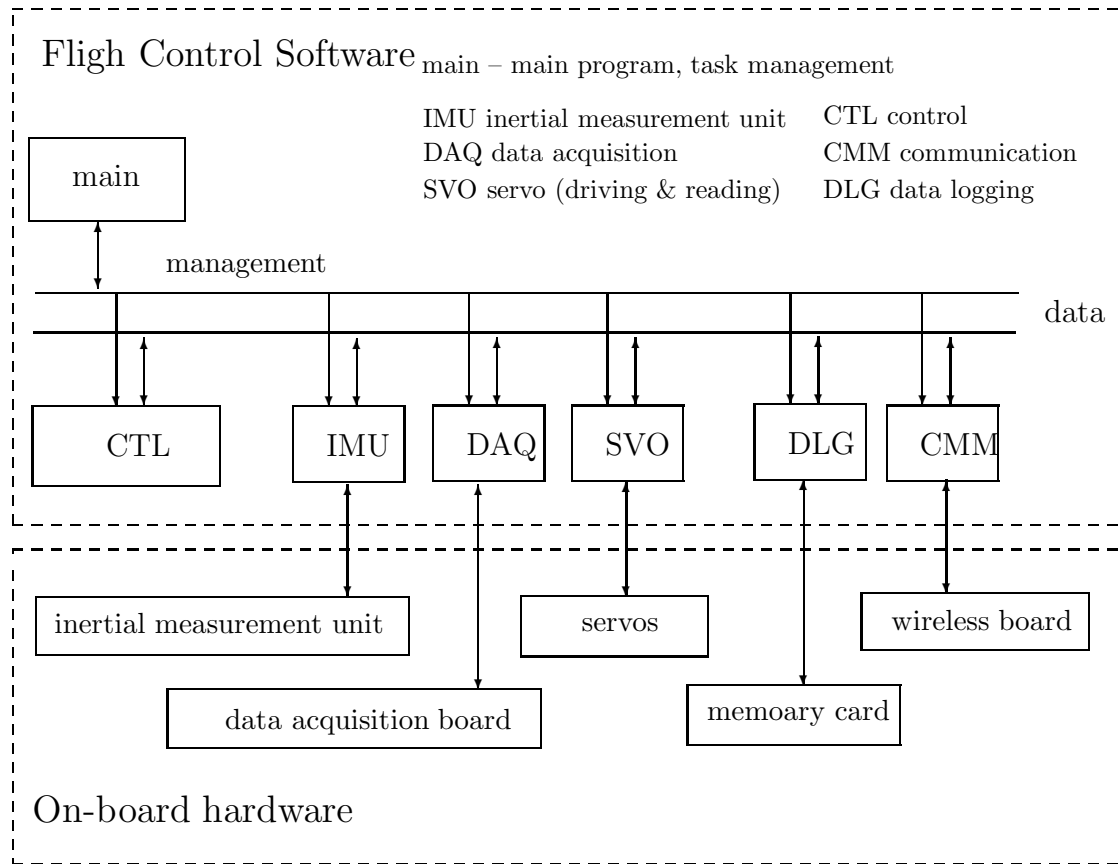 Fligh Control Software
main – main program, task management
IMU inertial measurement unit
CTL control
DAQ data acquisition
CMM communication
SVO servo (driving & reading)
DLG data logging
main
management
data
CTL
IMU
DAQ
SVO
DLG
CMM
inertial measurement unit
servos
wireless board
data acquisition board
memoary card
On-board hardware